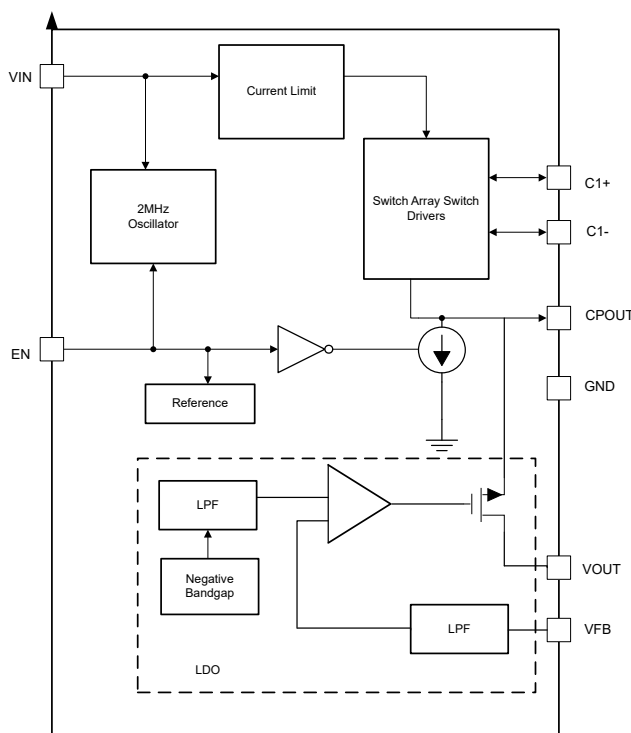 VIN
Current Limit
2MHz
Oscillator
Switch Array Switch
Drivers
C1+
C1-
CPOUT
EN
Reference
GND
LPF
Negative
Bandgap
VOUT
LPF
VFB
LDO